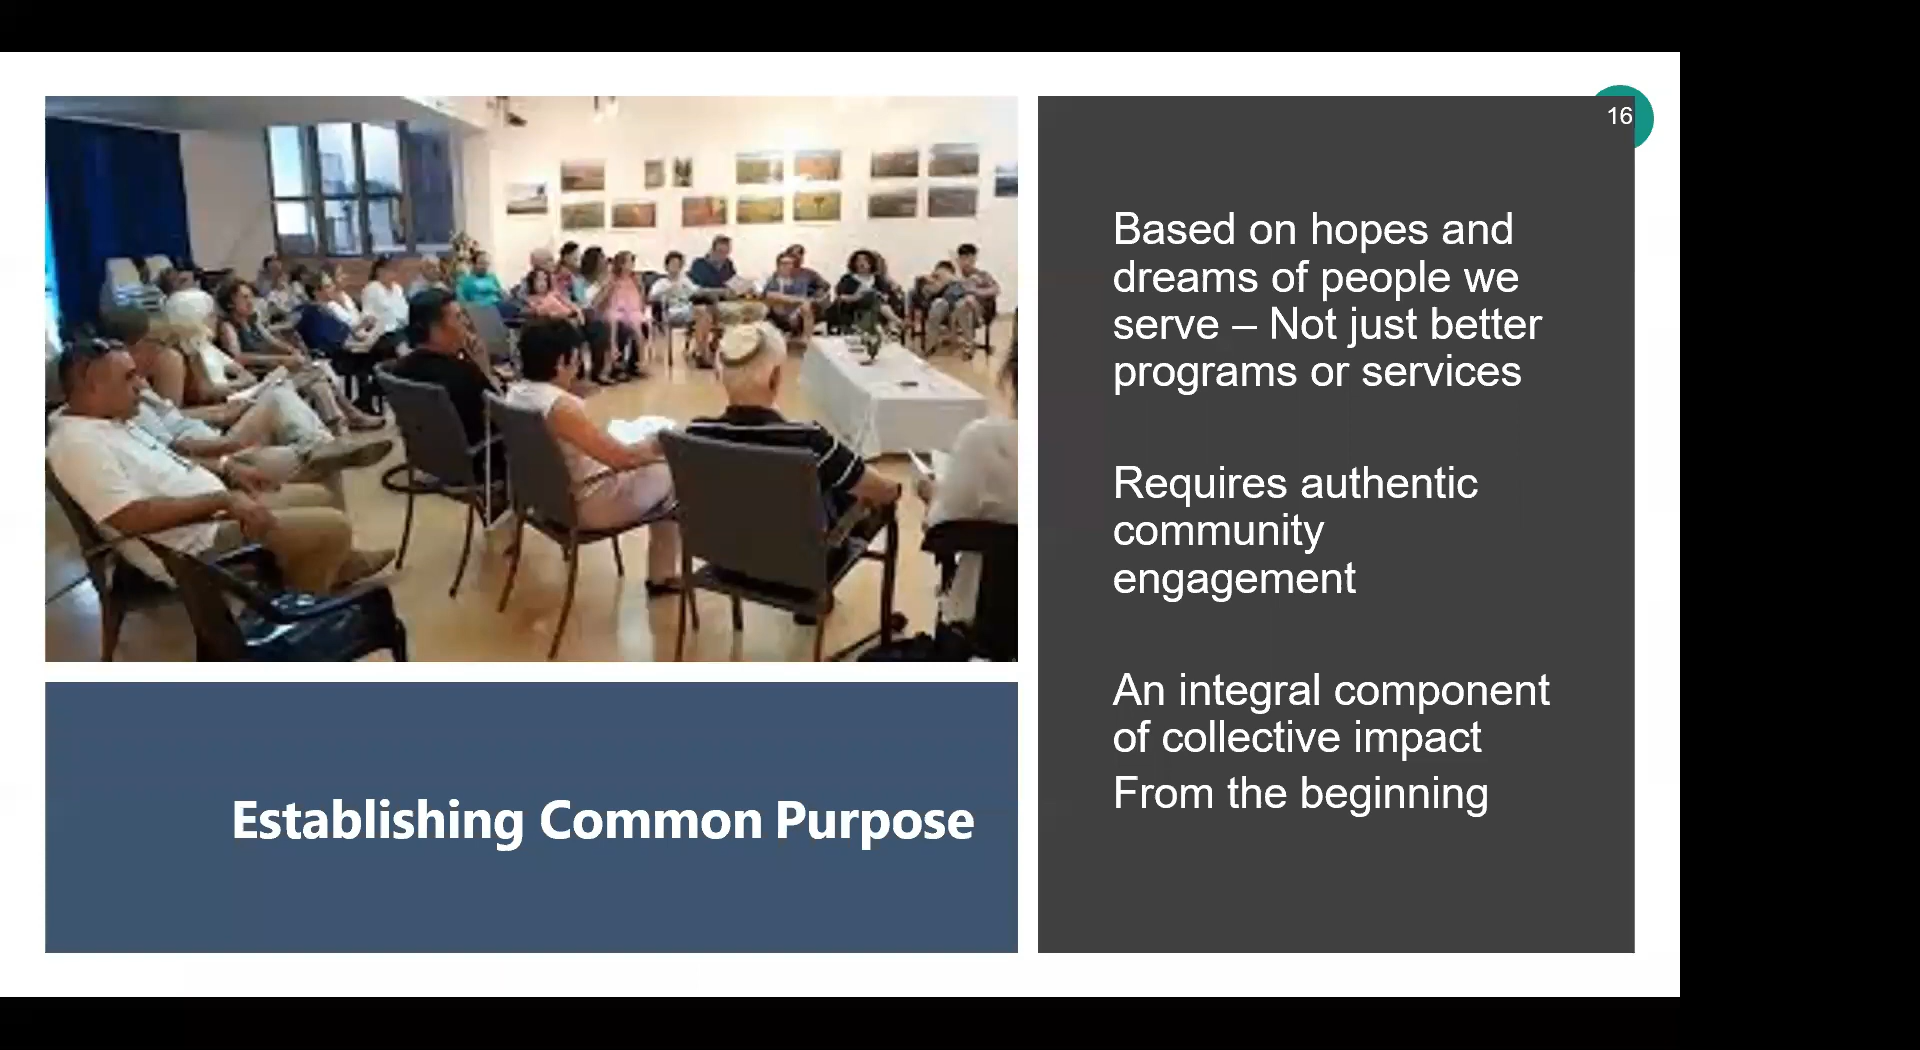 16
Based on hopes and
dreams of people we
serve – Not just better
programs or services
Requires authentic
community
engagement
An integral component
of collective impact
From the beginning
Establishing Common Purpose